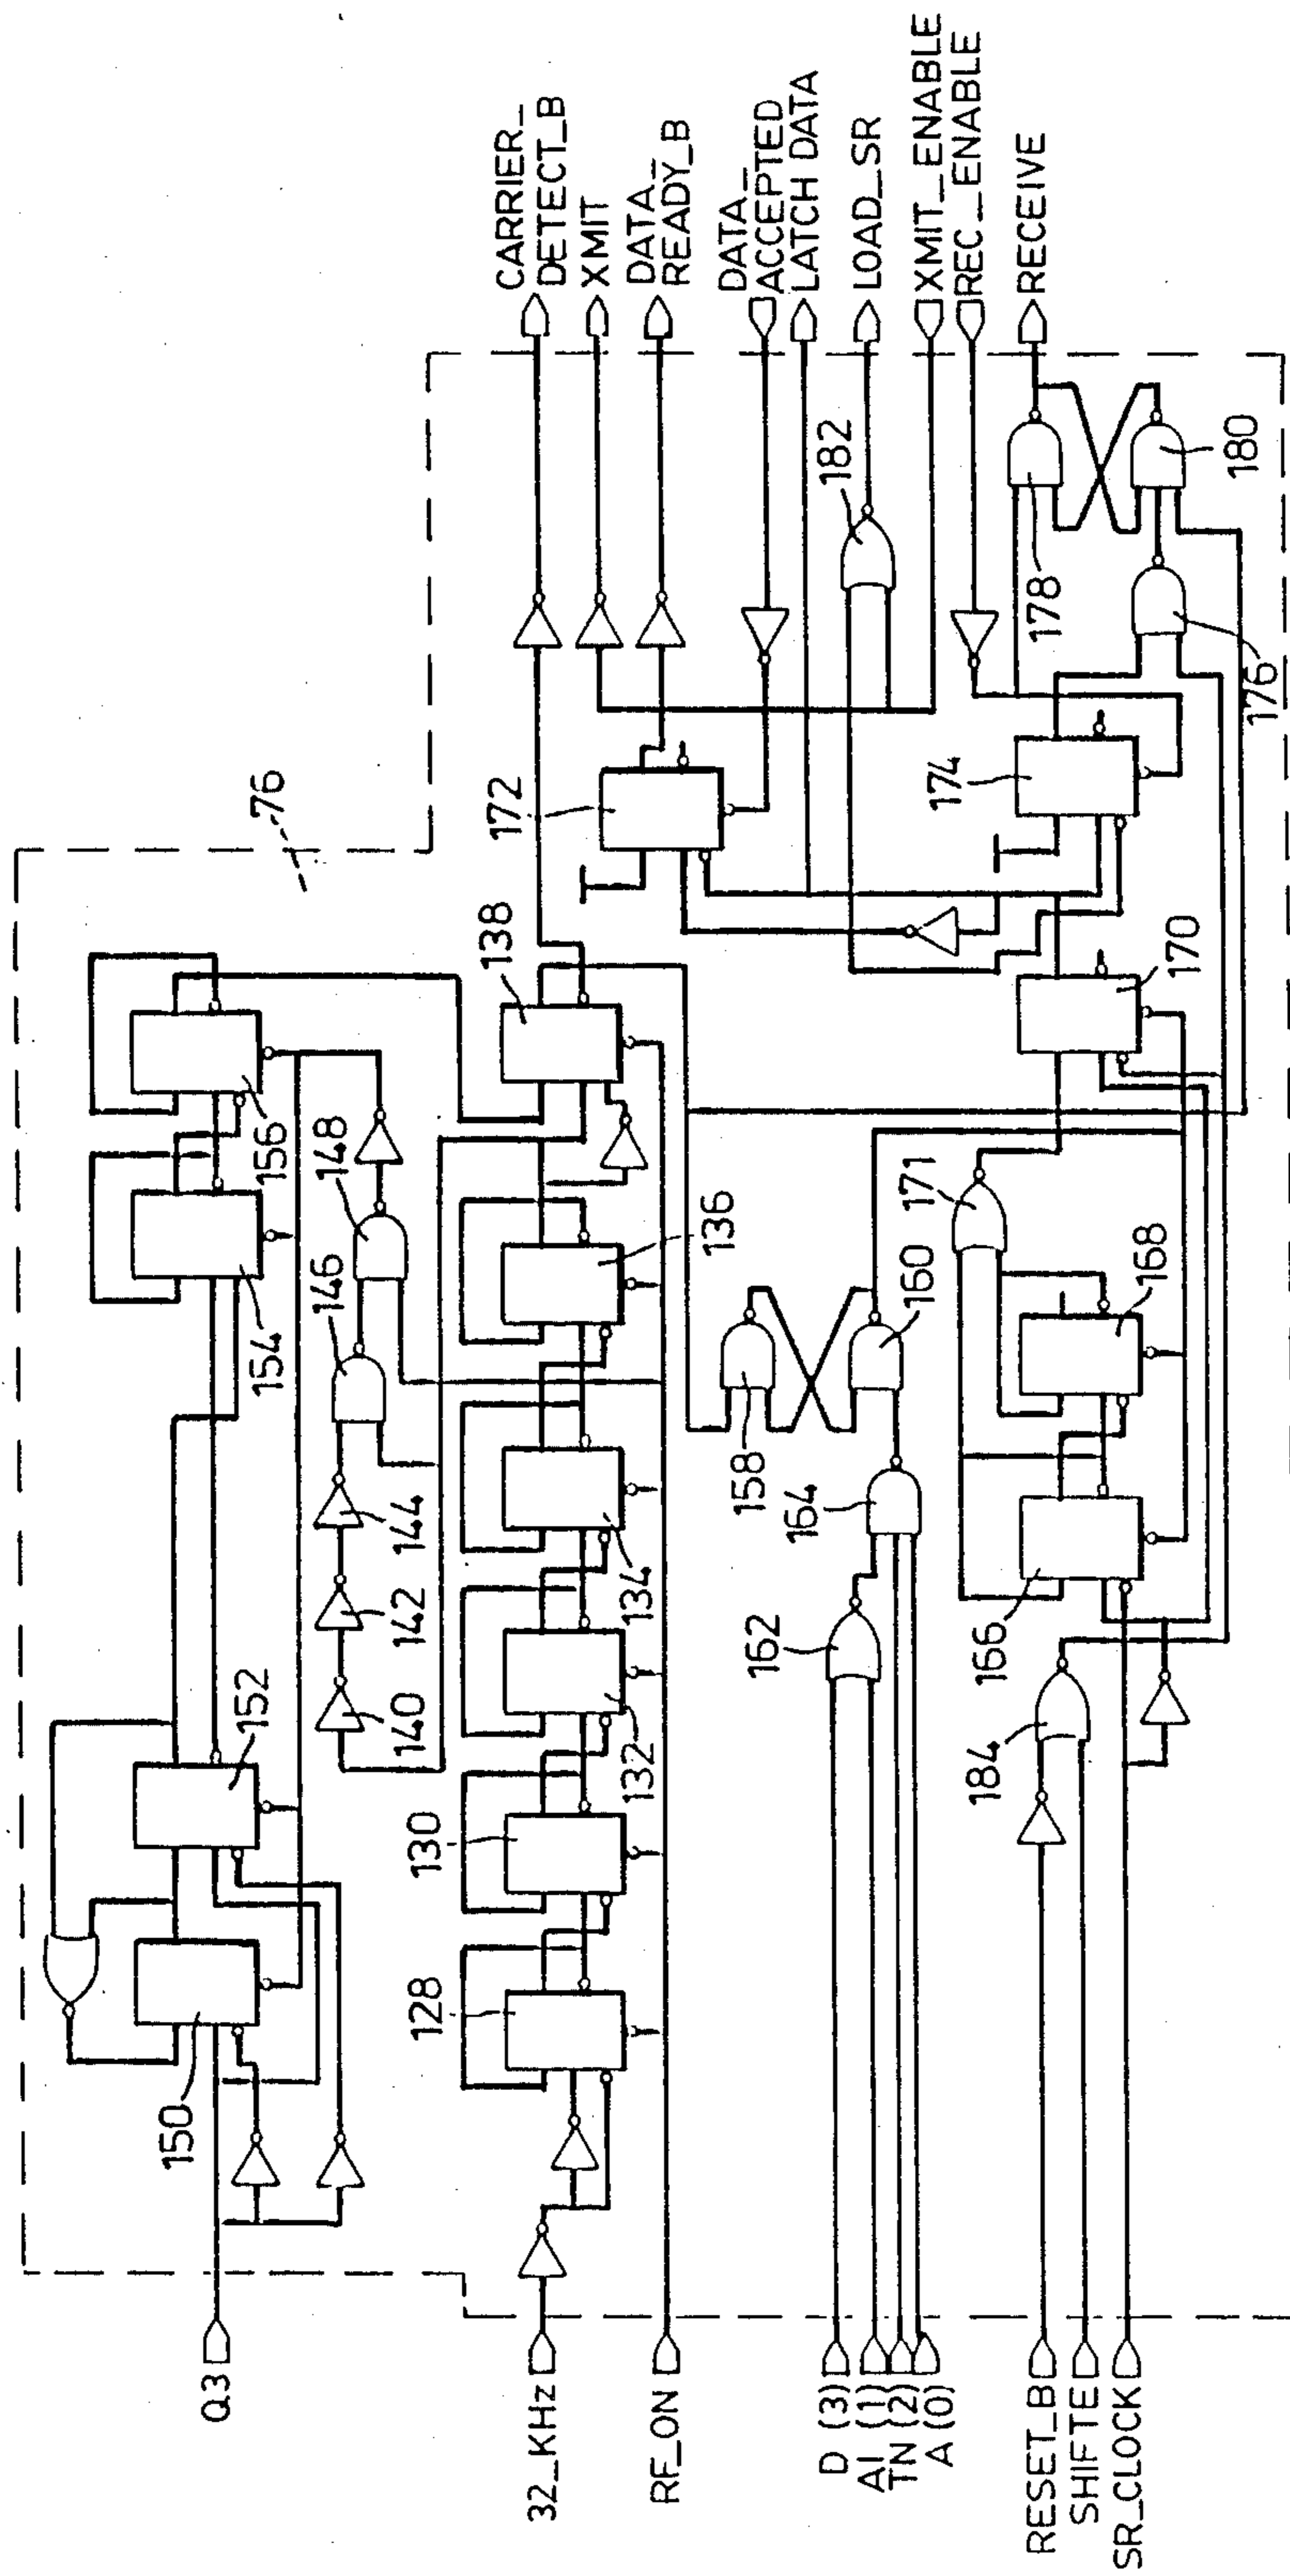 76
Q3
150
152
154
156
140
142
144
146
148
32_KHz
128
130
132
134
136
138
RF_ON
CARRIER_
DETECT_B
XMIT
DATA_
READY_B
DATA_
ACCEPTED
LATCH DATA
LOAD_SR
XMIT_ENABLE
REC_ENABLE
RECEIVE
172
182
158
160
162
164
D (3)
AI (1)
TN (2)
A (0)
166
168
170
171
174
176
178
180
184
RESET_B
SHIFTE
SR_CLOCK